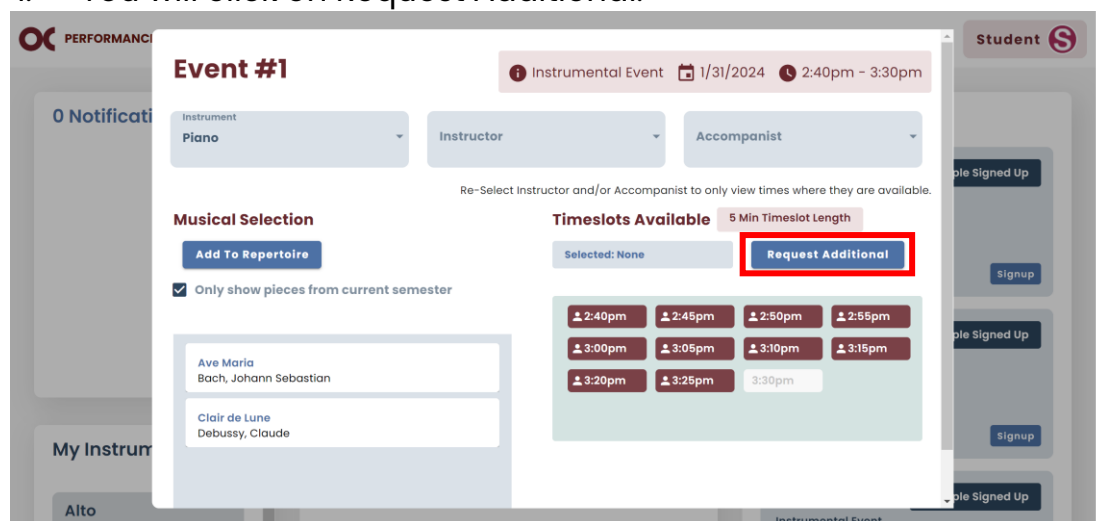 You will click on Request Additional.
PERFORMANC
Student S
Event #1
Instrumental Event 1/31/2024 2:40pm - 3:30pm
0 Notificati
Instrument
Piano
Instructor
Accompanist
ple Signed Up
Re-Select Instructor and/or Accompanist to only view times where they are available.
Musical Selection
Timeslots Available 5 Min Timeslot Length
Add To Repertoire
Selected: None
Request Additional
Signup
Only show pieces from current semester
2:40pm 2:45pm 2:50pm 2:55pm
ple Signed Up
3:00pm 3:05pm 3:10pm 3:15pm
Ave Maria
Bach, Johann Sebastian
3:20pm 3:25pm 3:30pm
Clair de Lune
Debussy, Claude
Signup
My Instrum
ple Signed Up
Alto
Instrumental Event